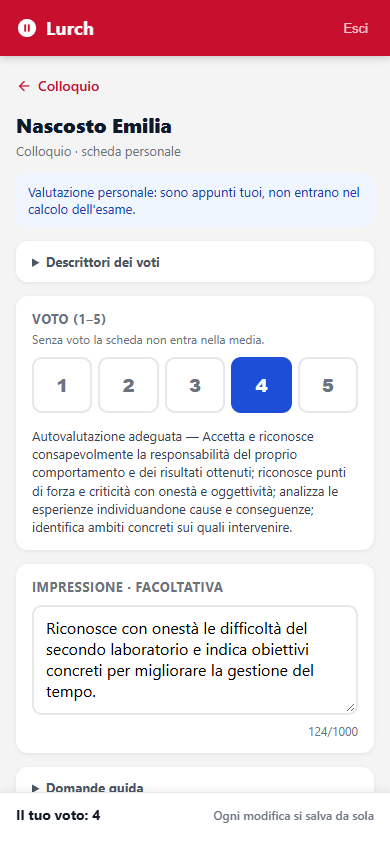 Lurch
Esci
← Colloquio
Nascosto Emilia
Colloquio · scheda personale
Valutazione personale: sono appunti tuoi, non entrano nel
calcolo dell'esame.
▶ Descrittori dei voti
VOTO (1–5)
Senza voto la scheda non entra nella media.
1 2 3 4 5
Autovalutazione adeguata — Accetta e riconosce
consapevolmente la responsabilità del proprio
comportamento e dei risultati ottenuti; riconosce punti
di forza e criticità con onestà e oggettività; analizza le
esperienze individuandone cause e conseguenze;
identifica ambiti concreti sui quali intervenire.
IMPRESSIONE · FACOLTATIVA
Riconosce con onestà le difficoltà del
secondo laboratorio e indica obiettivi
concreti per migliorare la gestione del
tempo.
124/1000
▶ Domande guida
Il tuo voto: 4
Ogni modifica si salva da sola